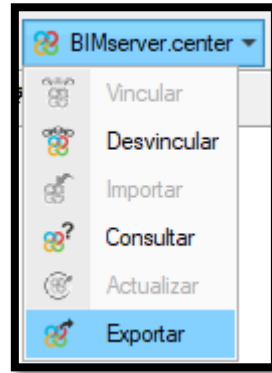 BIMserver.center
Vincular
Desvincular
Importar
Consultar
Actualizar
Exportar